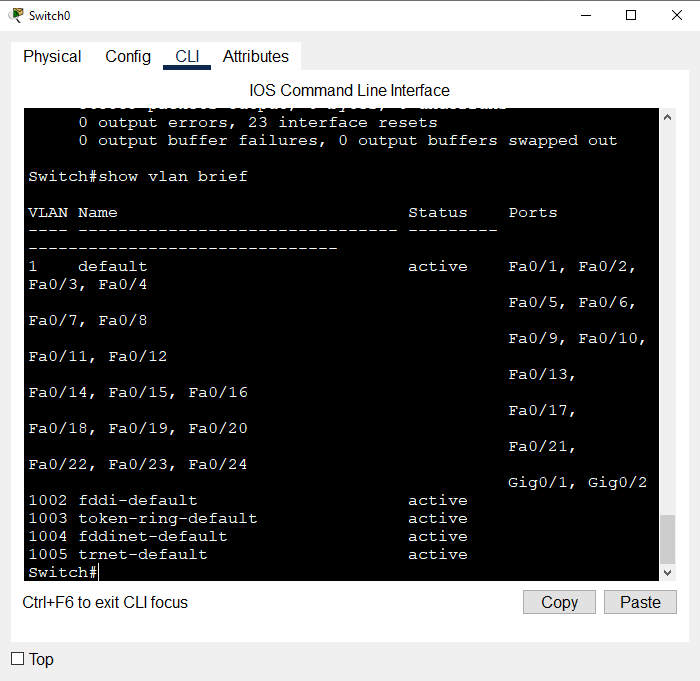 Switch0
Physical Config CLI Attributes
IOS Command Line Interface
0 output errors, 23 interface resets
0 output buffer failures, 0 output buffers swapped out
Switch#show vlan brief
VLAN Name Status Ports
---- -------------------------------- ---------
-------------------------------
1 default active Fa0/1, Fa0/2,
Fa0/3, Fa0/4
Fa0/5, Fa0/6,
Fa0/7, Fa0/8
Fa0/9, Fa0/10,
Fa0/11, Fa0/12
Fa0/13,
Fa0/14, Fa0/15, Fa0/16
Fa0/17,
Fa0/18, Fa0/19, Fa0/20
Fa0/21,
Fa0/22, Fa0/23, Fa0/24
Gig0/1, Gig0/2
1002 fddi-default active
1003 token-ring-default active
1004 fddinet-default active
1005 trnet-default active
Switch#
Ctrl+F6 to exit CLI focus
Copy Paste
Top